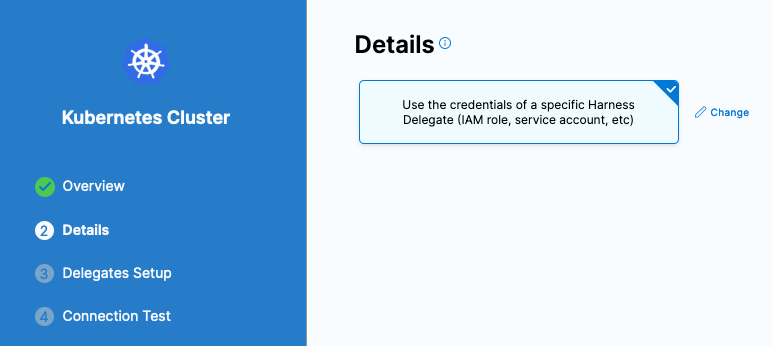 Kubernetes Cluster
Overview
2 Details
3 Delegates Setup
4 Connection Test
Details
Use the credentials of a specific Harness
Delegate (IAM role, service account, etc)
Change